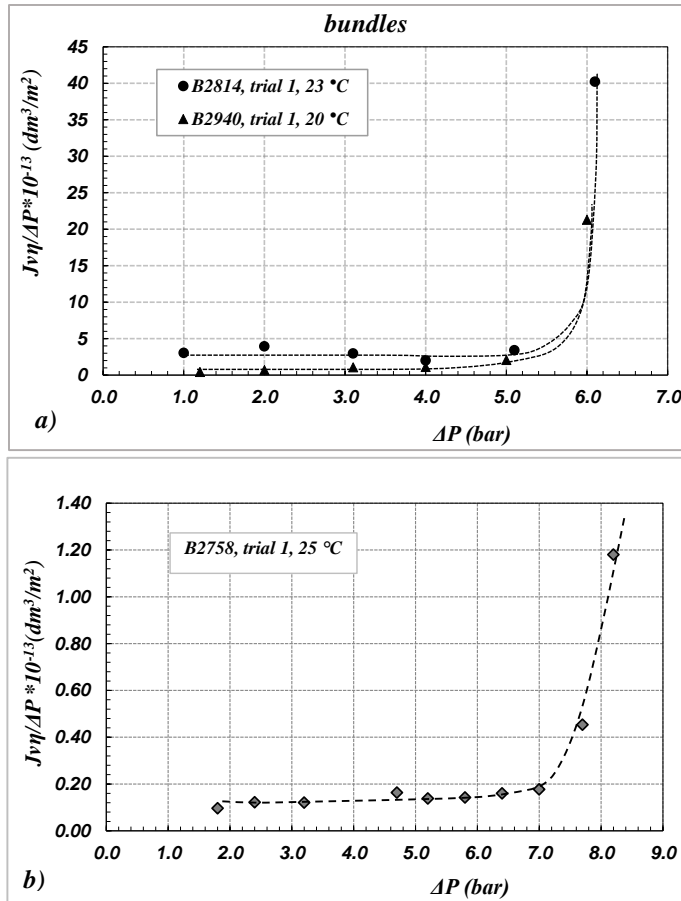 bundles
Jvη/ΔP*10⁻¹³ (dm³/m²)
45
40
35
30
25
20
15
10
5
0
B2814, trial 1, 23 °C
B2940, trial 1, 20 °C
0.0 1.0 2.0 3.0 4.0 5.0 6.0 7.0
a)
ΔP (bar)
Jvη/ΔP *10⁻¹³(dm³/m²)
1.40
1.20
1.00
0.80
0.60
0.40
0.20
0.00
B2758, trial 1, 25 °C
0.0 1.0 2.0 3.0 4.0 5.0 6.0 7.0 8.0 9.0
b)
ΔP (bar)